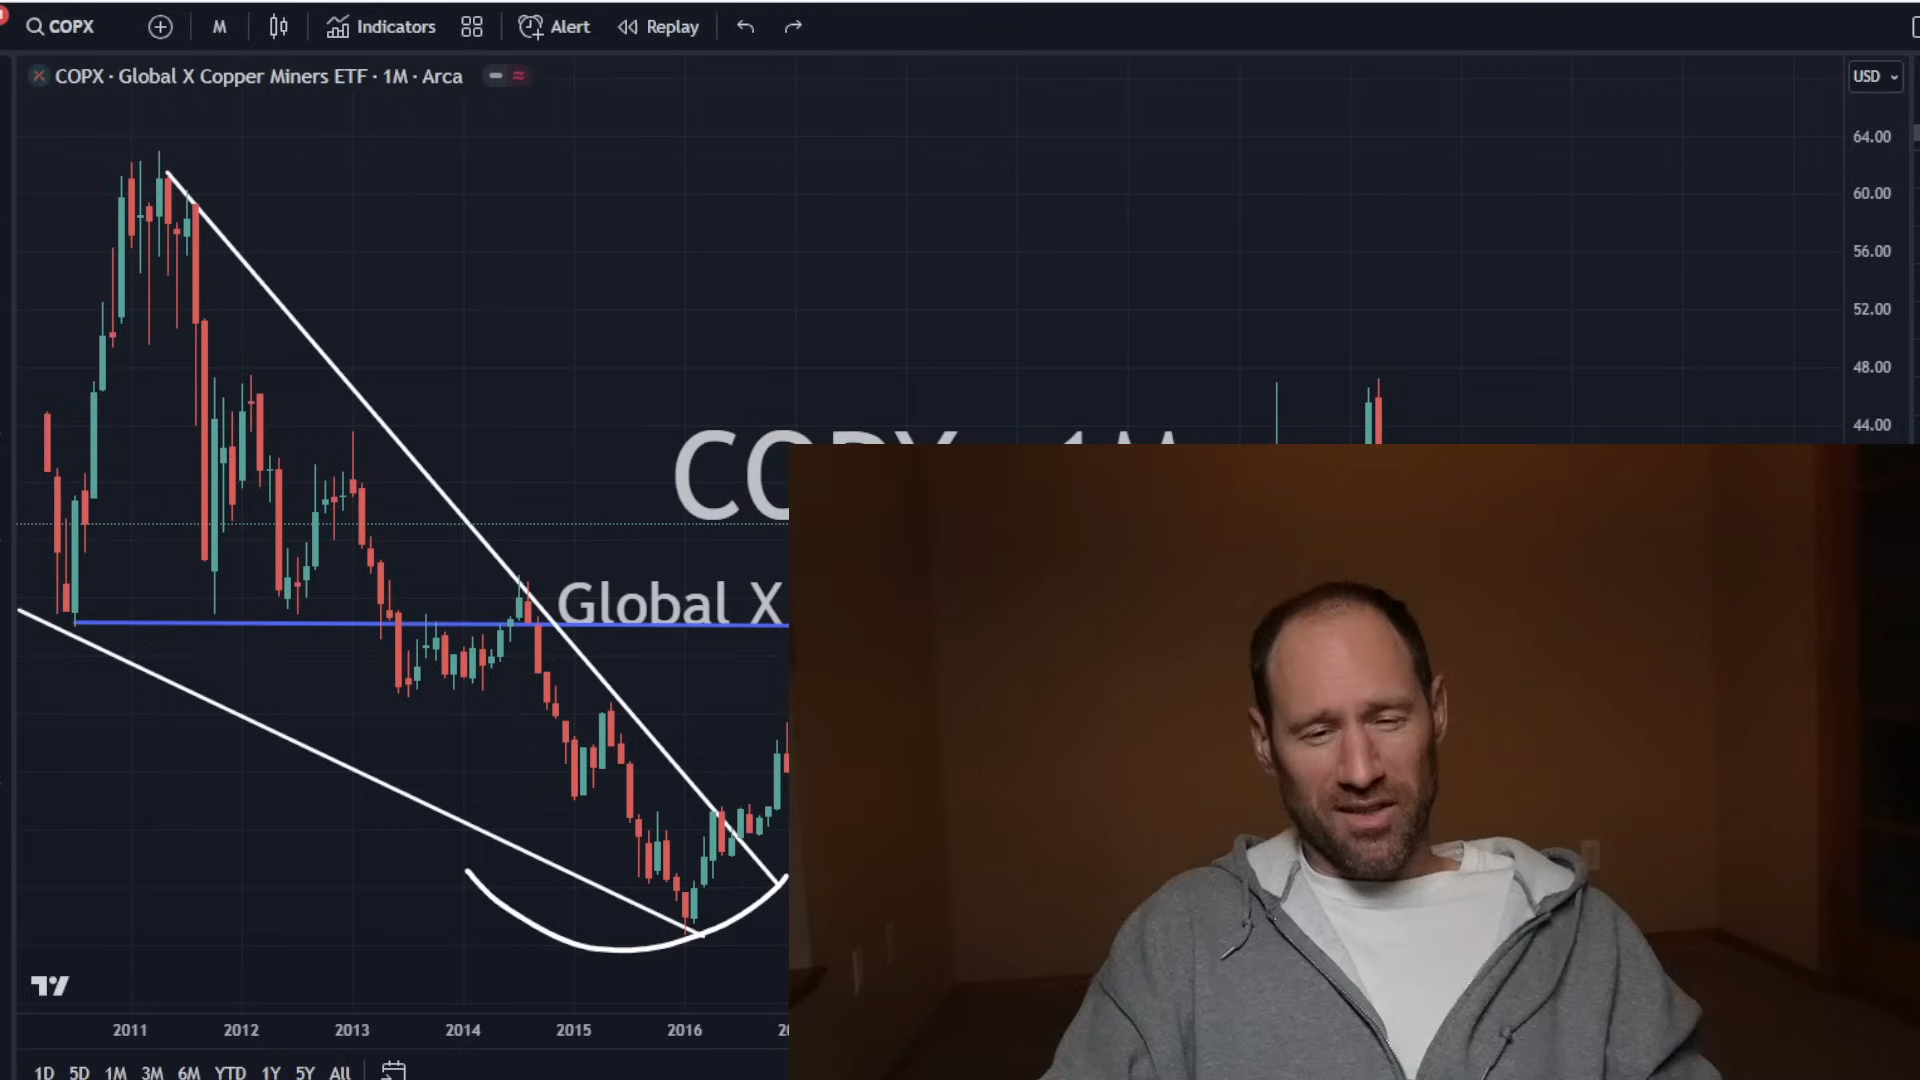 COPX M Indicators Alert Replay
COPX · Global X Copper Miners ETF · 1M · Arca
USD
64.00
60.00
56.00
52.00
48.00
44.00
Global X
2011 2012 2013 2014 2015 2016
1D 5D 1M 3M 6M YTD 1Y 5Y All